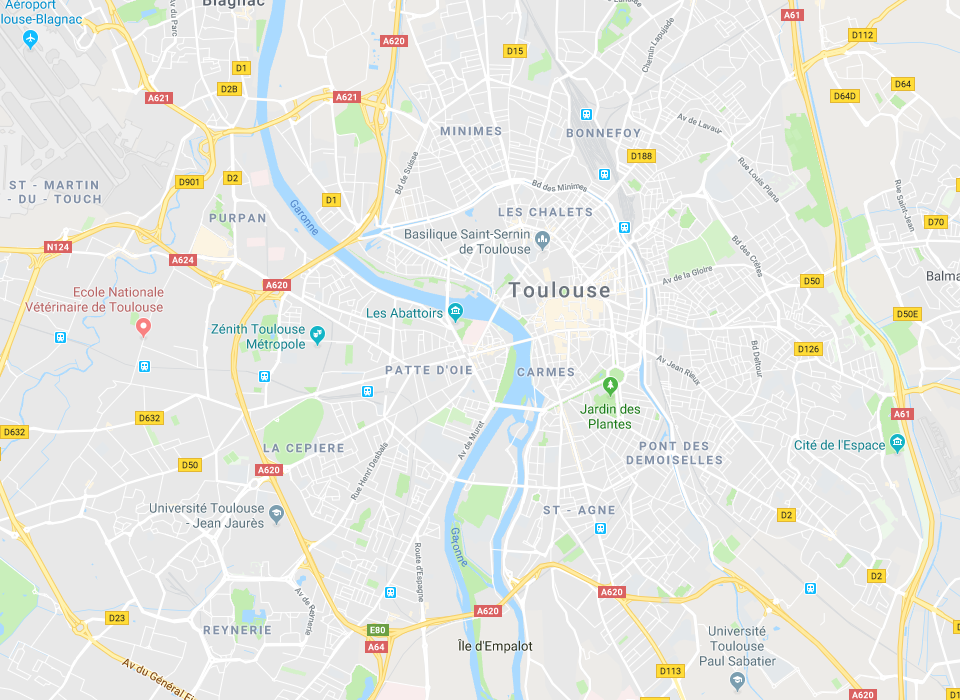 Aéroport
louse-Blagnac
Blagnac
Av du Parc
A620
A61
D112
Chemin Lapujade
D15
D1
D2B
A621
A621
D64
D64D
MINIMES
BONNEFOY
Av de Lavaur
D188
Bd de Suisse
Rue Louis Plana
ST - MARTIN
- DU - TOUCH
D901
D2
D1
Bd des Minimes
Rue Saint-Jean
PURPAN
Garonne
LES CHALETS
D70
Basilique Saint-Sernin
de Toulouse
N124
A624
Bd des Crêtes
Av de la Gloire
Balma
A620
D50
Toulouse
Ecole Nationale
Vétérinaire de Toulouse
Les Abattoirs
D50E
Zénith Toulouse
Métropole
D126
Bd Deltour
Av Jean Rieux
PATTE D'OIE
CARMES
Jardin des
Plantes
A61
D632
D632
Av de Muret
LA CEPIERE
Cité de l'Espace
PONT DES
DEMOISELLES
D50
A620
Rue Henri Desbals
Université Toulouse
- Jean Jaurès
ST - AGNE
D2
Garonne
Route d'Espagne
D2
Av de Reynerie
A620
A620
D23
REYNERIE
E80
A64
Île d'Empalot
Université
Toulouse
Paul Sabatier
Av du Général Ei
D113
A620
D1